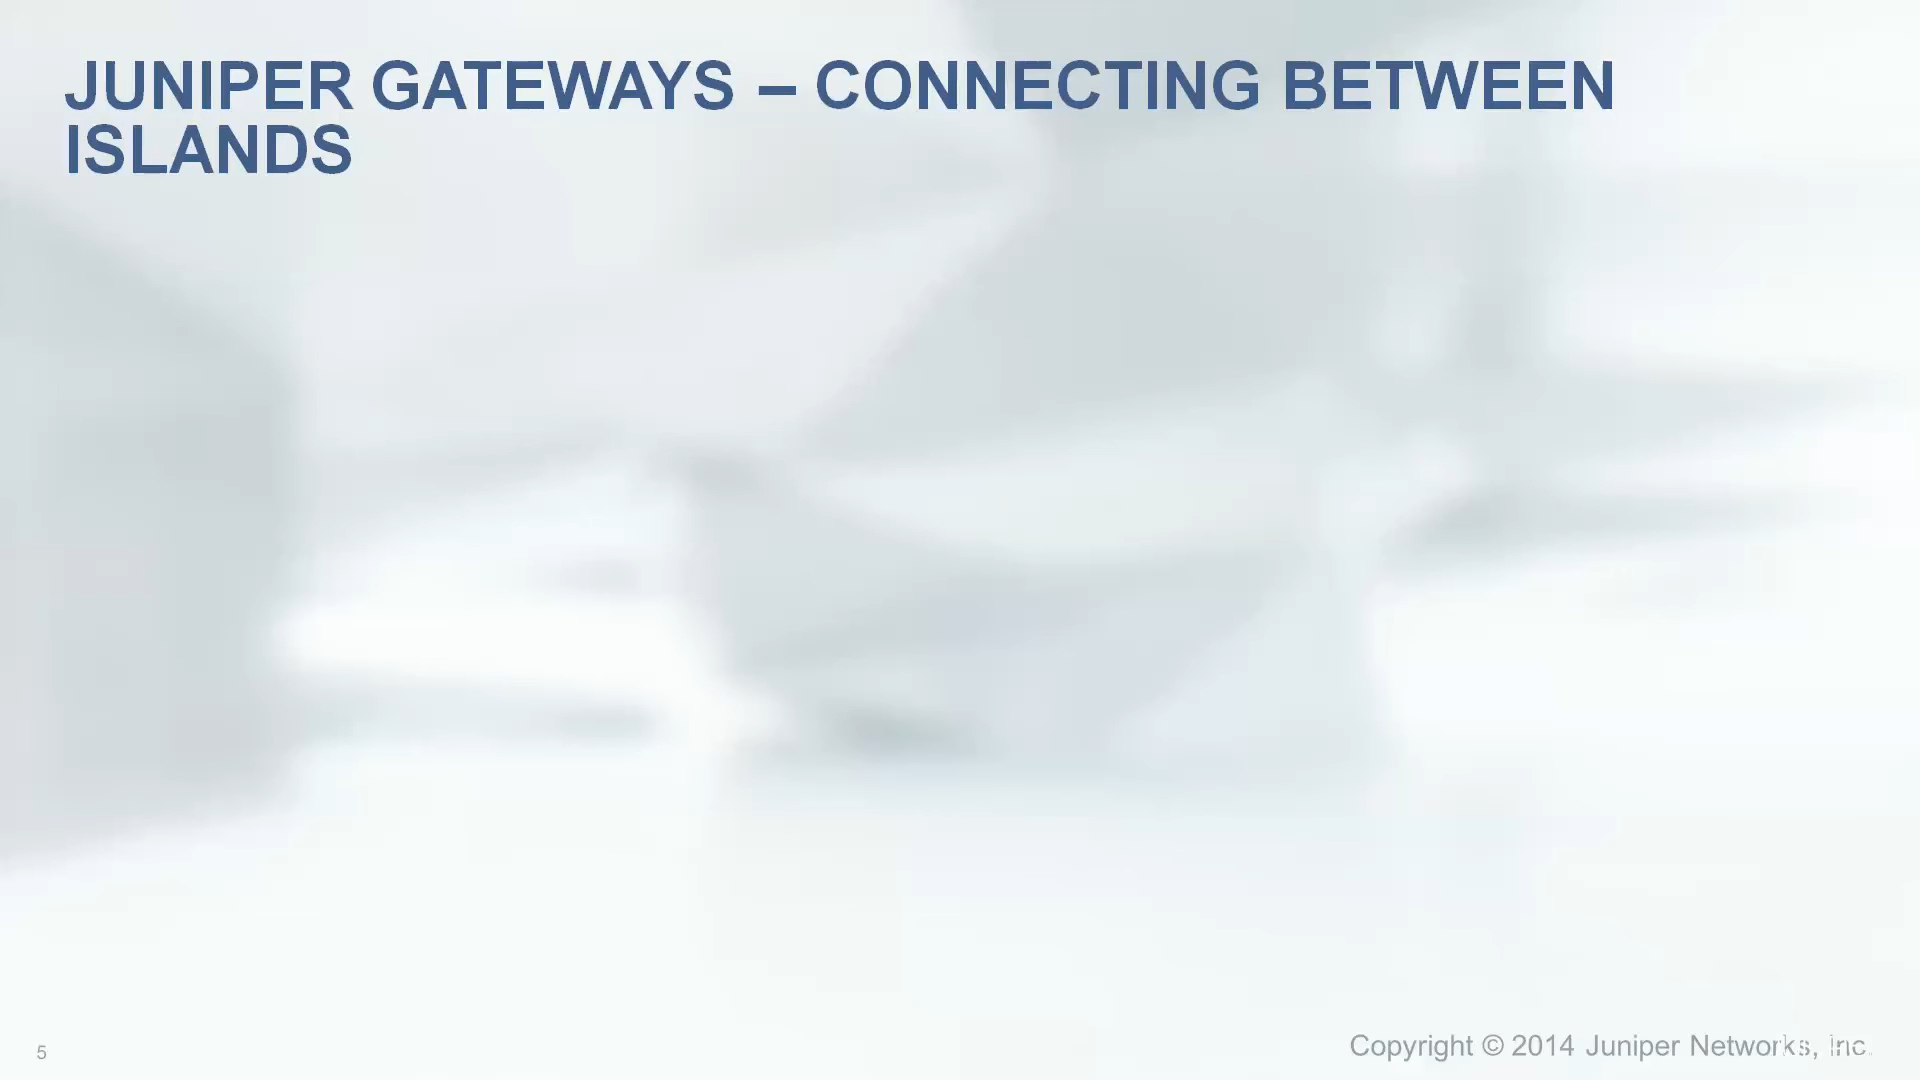 JUNIPER GATEWAYS – CONNECTING BETWEEN
ISLANDS
5
Copyright © 2014 Juniper Networks, Inc.